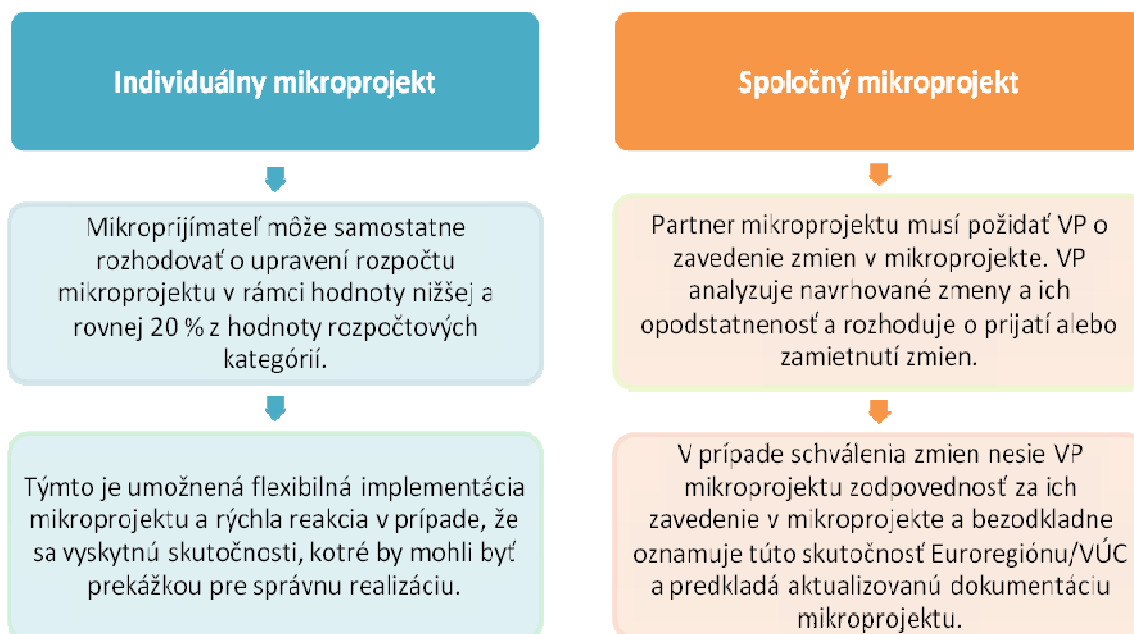 Individuálny mikroprojekt
Mikroprijímateľ môže samostatne
rozhodovať o upravení rozpočtu
mikroprojektu v rámci hodnoty nižšej a
rovnej 20 % z hodnoty rozpočtových
kategórií.
Týmto je umožnená flexibilná implementácia
mikroprojektu a rýchla reakcia v prípade, že
sa vyskytnú skutočnosti, kotré by mohli byť
prekážkou pre správnu realizáciu.
Spoločný mikroprojekt
Partner mikroprojektu musí požidať VP o
zavedenie zmien v mikroprojekte. VP
analyzuje navrhované zmeny a ich
opodstatnenosť a rozhoduje o prijatí alebo
zamietnutí zmien.
V prípade schválenia zmien nesie VP
mikroprojektu zodpovednosť za ich
zavedenie v mikroprojekte a bezodkladne
oznamuje túto skutočnosť Euroregiónu/VÚC
a predkladá aktualizovanú dokumentáciu
mikroprojektu.